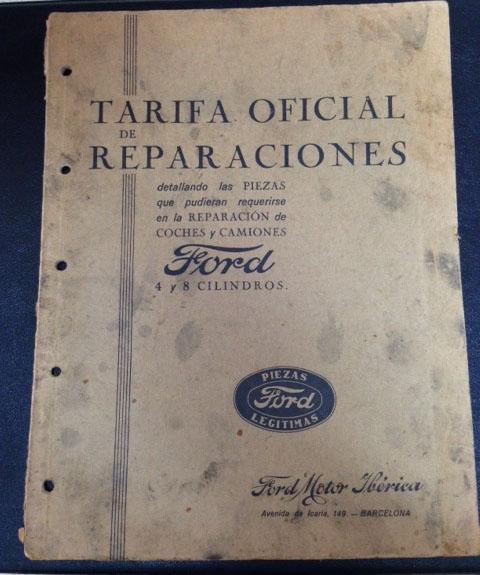 TARIFA OFICIAL
DE
REPARACIONES
detallando las PIEZAS
que pudieran requerirse
en la REPARACIÓN de
COCHES y CAMIONES
Ford
4 y 8 CILINDROS.
PIEZAS
Ford
LEGITIMAS
Ford Motor Ibérica
Avenida de Icaria, 149. — BARCELONA